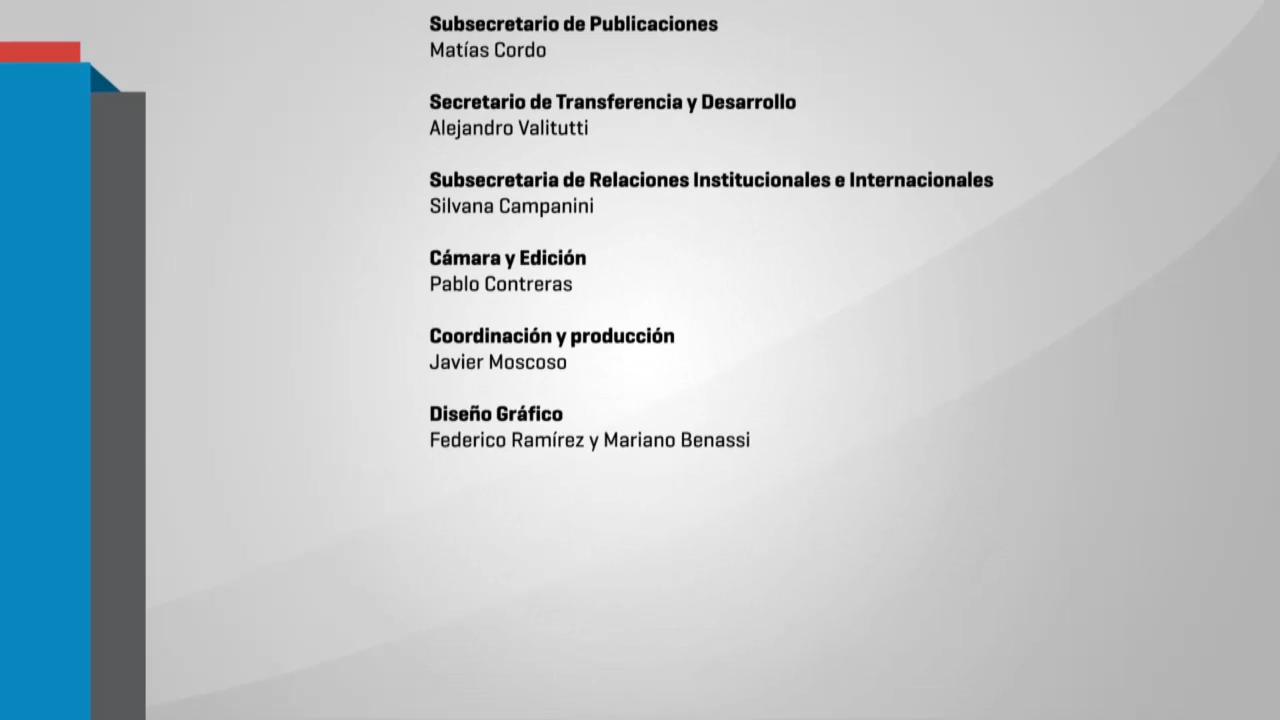 Subsecretario de Publicaciones
Matías Cordo
Secretario de Transferencia y Desarrollo
Alejandro Valitutti
Subsecretaria de Relaciones Institucionales e Internacionales
Silvana Campanini
Cámara y Edición
Pablo Contreras
Coordinación y producción
Javier Moscoso
Diseño Gráfico
Federico Ramírez y Mariano Benassi